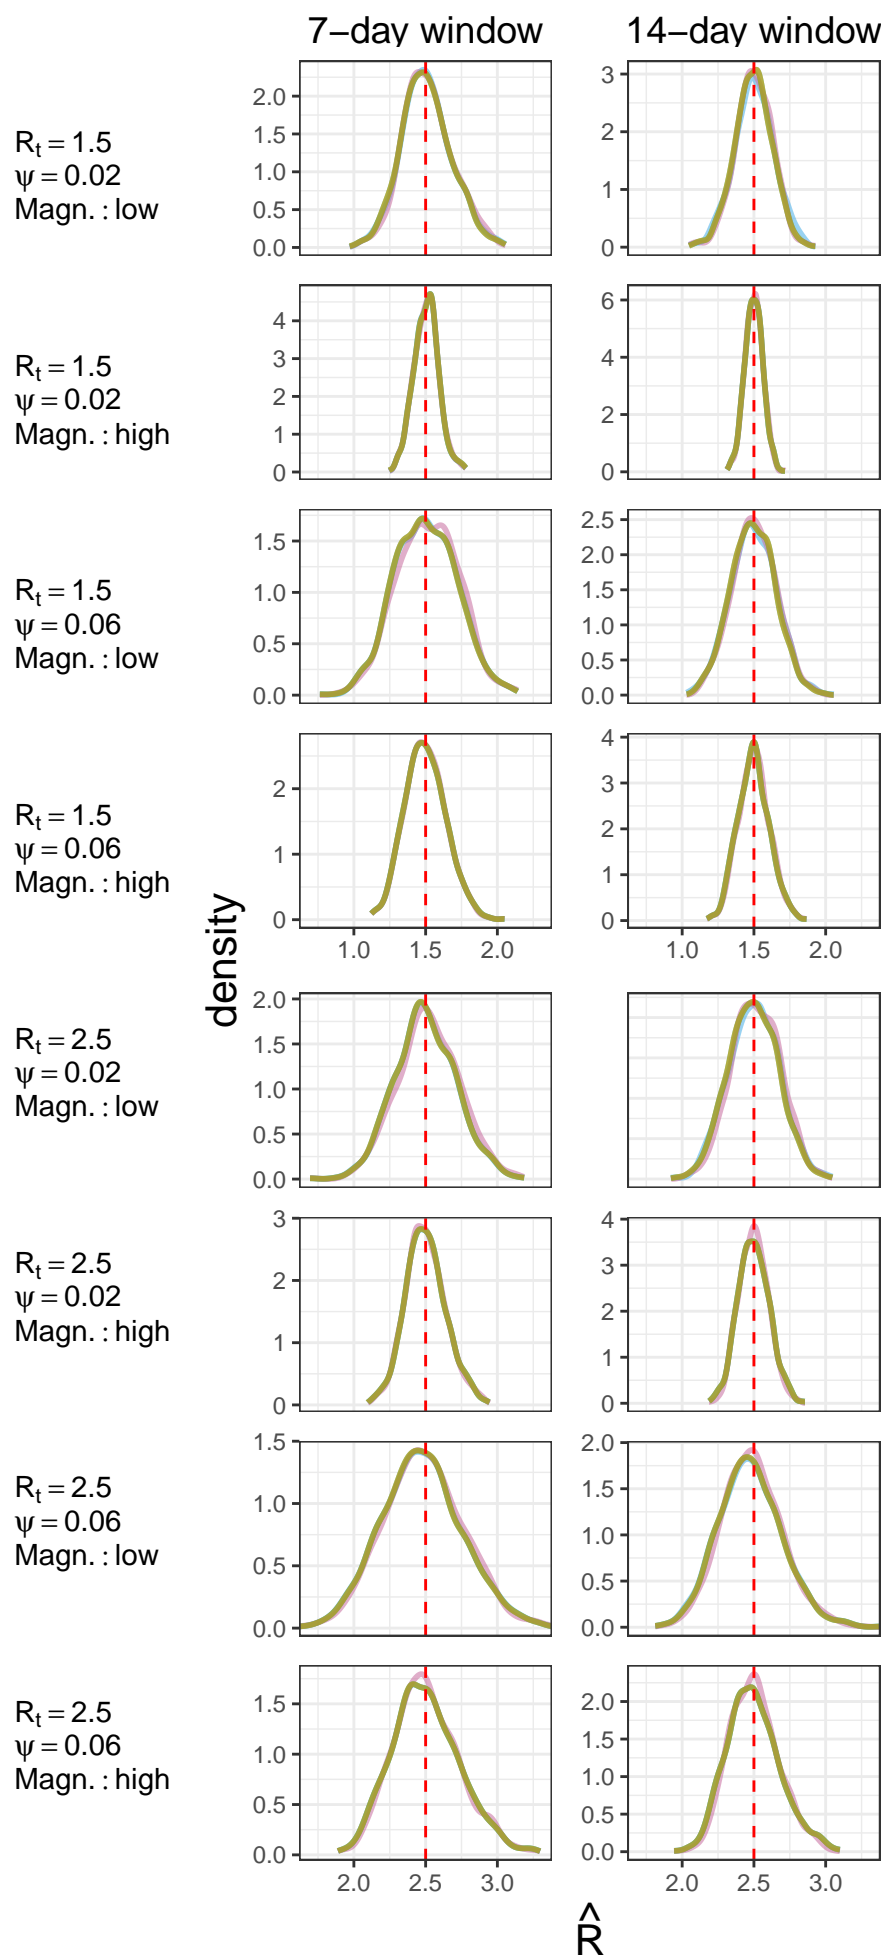 7−day window 14−day window
Rt = 1.5
ψ = 0.02
Magn. : low
2.0
1.5
1.0
0.5
0.0
3
2
1
0
Rt = 1.5
ψ = 0.02
Magn. : high
4
3
2
1
0
6
4
2
0
Rt = 1.5
ψ = 0.06
Magn. : low
1.5
1.0
0.5
0.0
2.5
2.0
1.5
1.0
0.5
0.0
Rt = 1.5
ψ = 0.06
Magn. : high
2
1
0
4
3
2
1
0
1.0 1.5 2.0
1.0 1.5 2.0
density
Rt = 2.5
ψ = 0.02
Magn. : low
2.0
1.5
1.0
0.5
0.0
Rt = 2.5
ψ = 0.02
Magn. : high
3
2
1
0
4
3
2
1
0
Rt = 2.5
ψ = 0.06
Magn. : low
1.5
1.0
0.5
0.0
2.0
1.5
1.0
0.5
0.0
Rt = 2.5
ψ = 0.06
Magn. : high
1.5
1.0
0.5
0.0
2.0
1.5
1.0
0.5
0.0
2.0 2.5 3.0
2.0 2.5 3.0
R̂